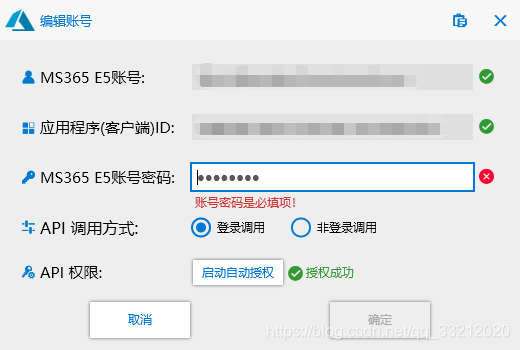 编辑账号
MS365 E5账号:
应用程序(客户端)ID:
MS365 E5账号密码: ●●●●●●●●
账号密码是必填项!
API 调用方式: 登录调用 非登录调用
API 权限: 启动自动授权 授权成功
取消 确定
https://blog.csdn.net/qq_33212020